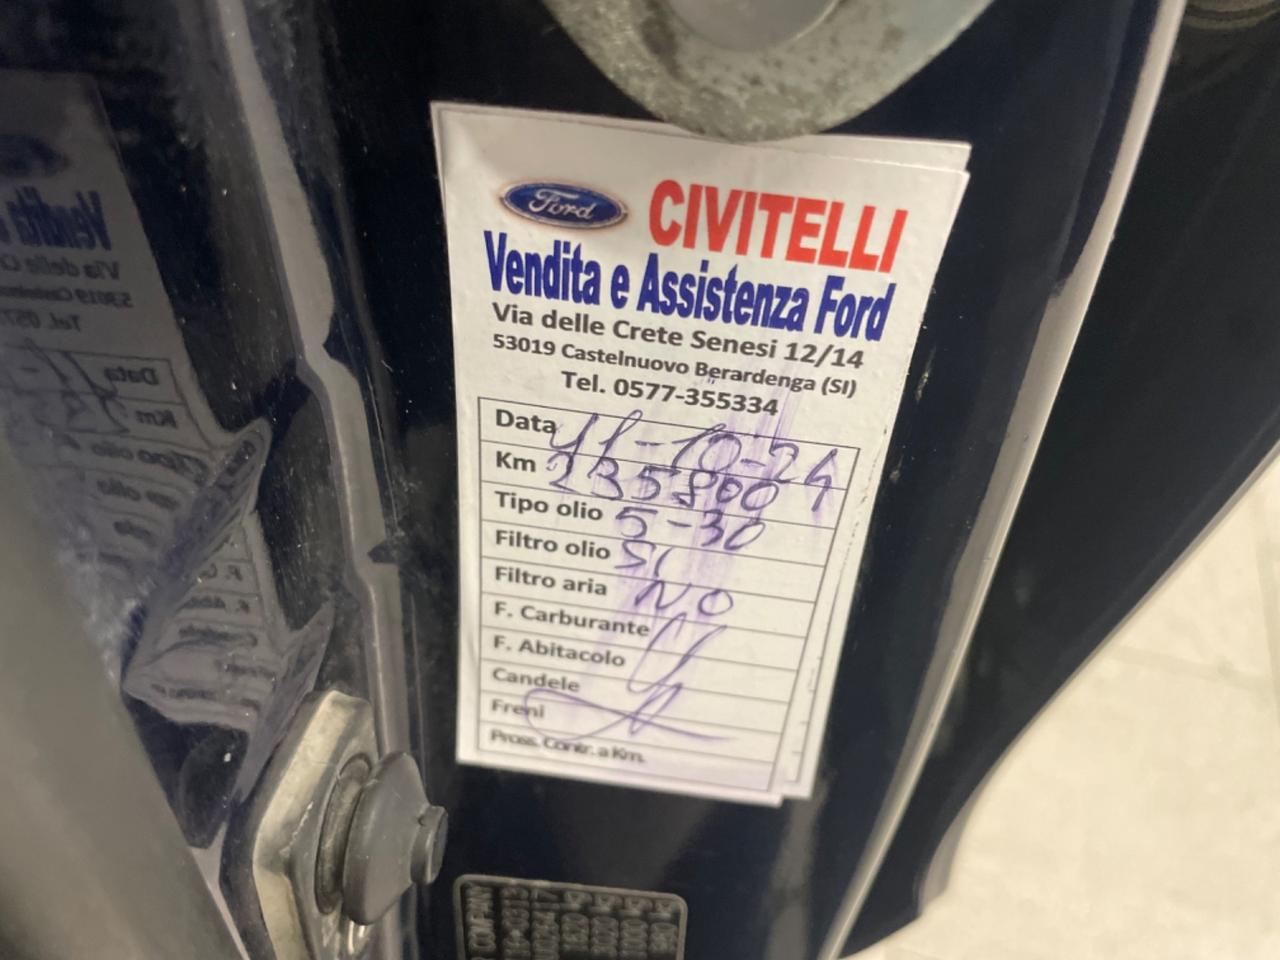 Ford CIVITELLI
Vendita e Assistenza Ford
Via delle Crete Senesi 12/14
53019 Castelnuovo Berardenga (SI)
Tel. 0577-355334
Data 11-10-24
Km 235800
Tipo olio 5-30
Filtro olio SI
Filtro aria NO
F. Carburante
F. Abitacolo
Candele
Freni
Pross. Contr. a Km.
COMPANY